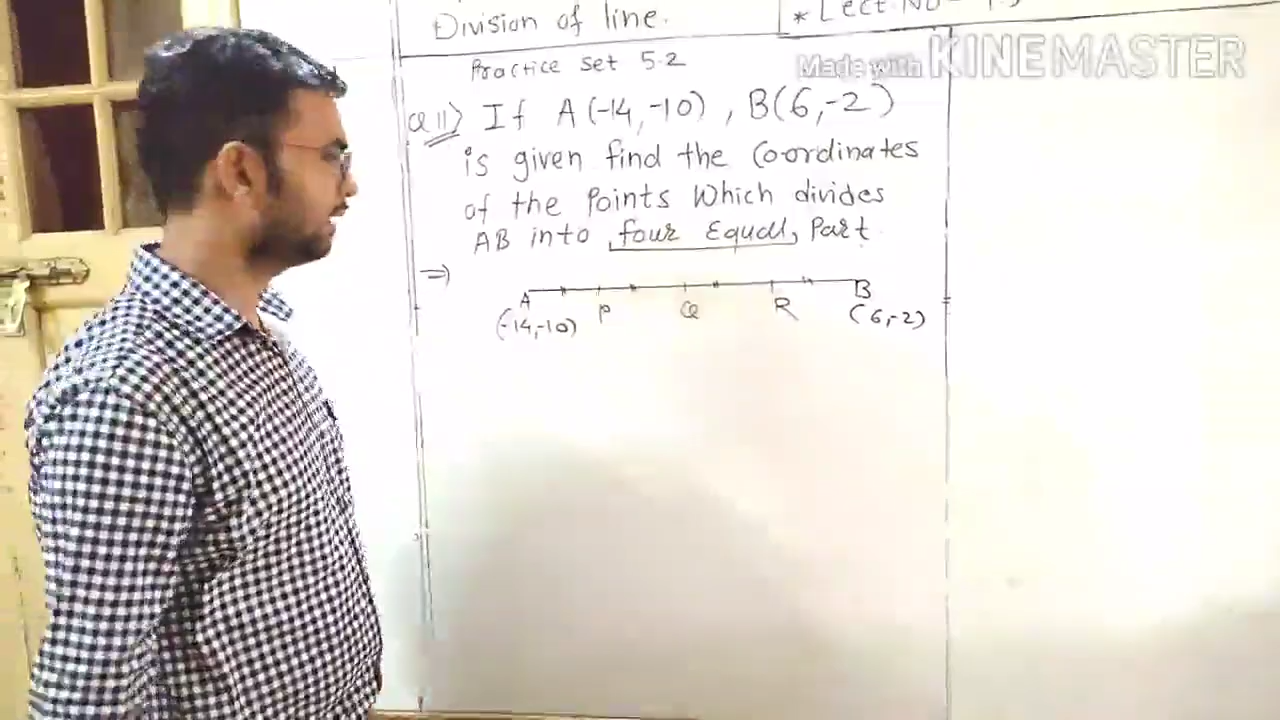 Division of line.
* Lect. No
Practice set 5.2
Made with KINEMASTER
Q 11) If A (-14, -10) , B(6, -2)
is given find the Coordinates
of the Points Which divides
AB into four Equal Part.
⇒
A P Q R B
(-14, -10) (6, -2)